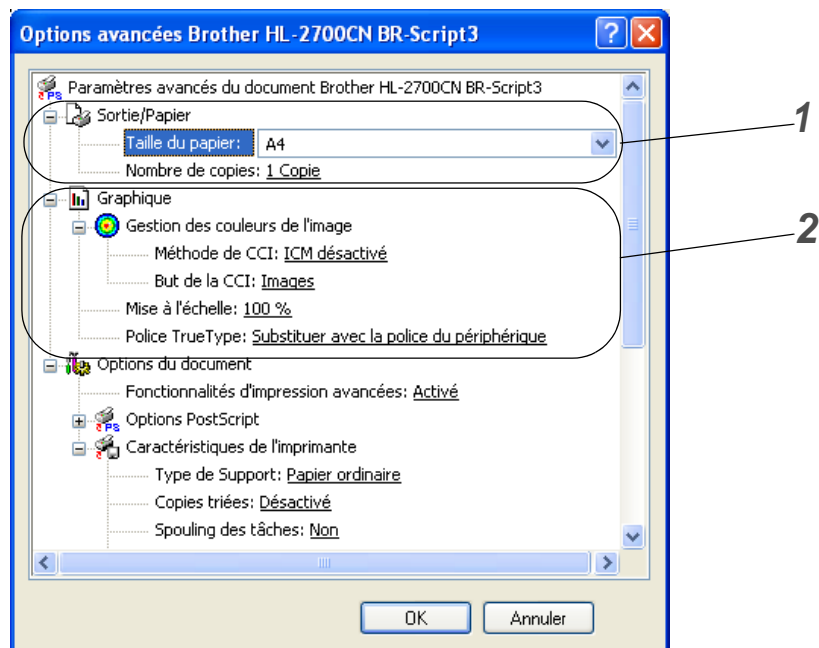 Options avancées Brother HL-2700CN BR-Script3
Paramètres avancés du document Brother HL-2700CN BR-Script3
Sortie/Papier
Taille du papier: A4
1
Nombre de copies: 1 Copie
Graphique
Gestion des couleurs de l'image
2
Méthode de CCI: ICM désactivé
But de la CCI: Images
Mise à l'échelle: 100 %
Police TrueType: Substituer avec la police du périphérique
Options du document
Fonctionnalités d'impression avancées: Activé
PS Options PostScript
Caractéristiques de l'imprimante
Type de Support: Papier ordinaire
Copies triées: Désactivé
Spouling des tâches: Non
OK Annuler